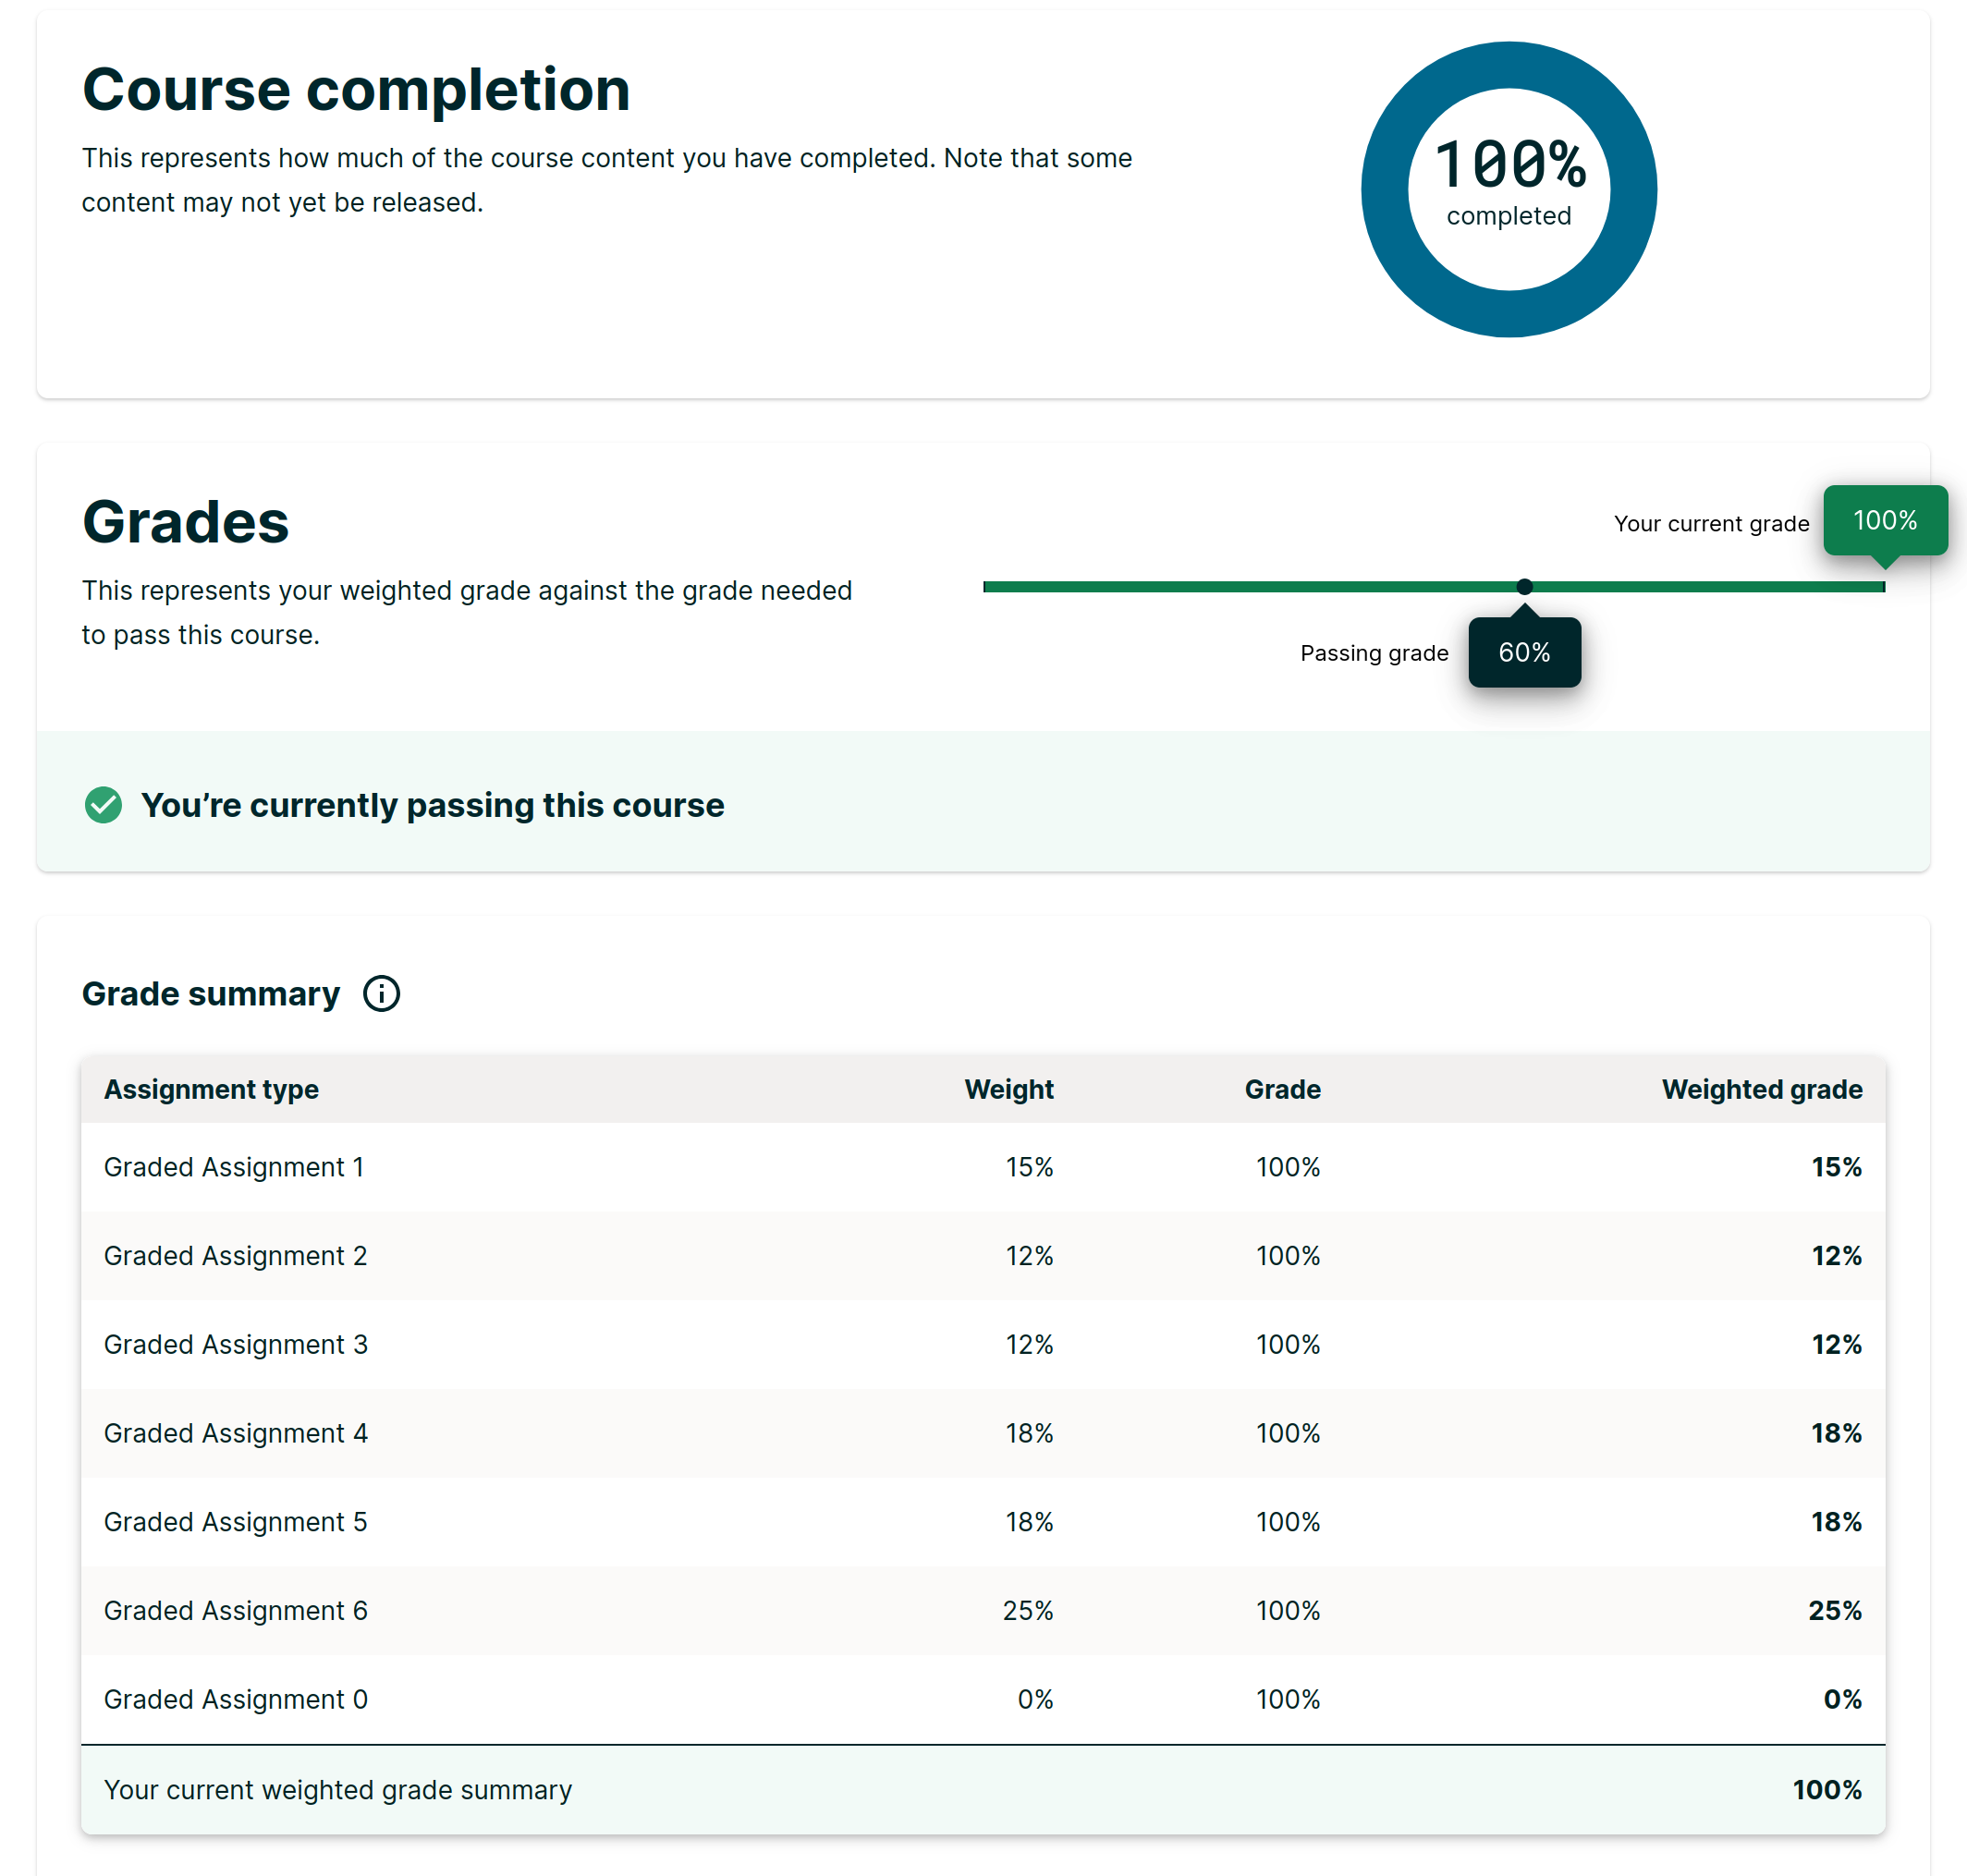 Course completion
This represents how much of the course content you have completed. Note that some
content may not yet be released.
100%
completed
Grades
This represents your weighted grade against the grade needed
to pass this course.
Your current grade 100%
Passing grade 60%
You’re currently passing this course
Grade summary
Assignment type Weight Grade Weighted grade
Graded Assignment 1 15% 100% 15%
Graded Assignment 2 12% 100% 12%
Graded Assignment 3 12% 100% 12%
Graded Assignment 4 18% 100% 18%
Graded Assignment 5 18% 100% 18%
Graded Assignment 6 25% 100% 25%
Graded Assignment 0 0% 100% 0%
Your current weighted grade summary 100%